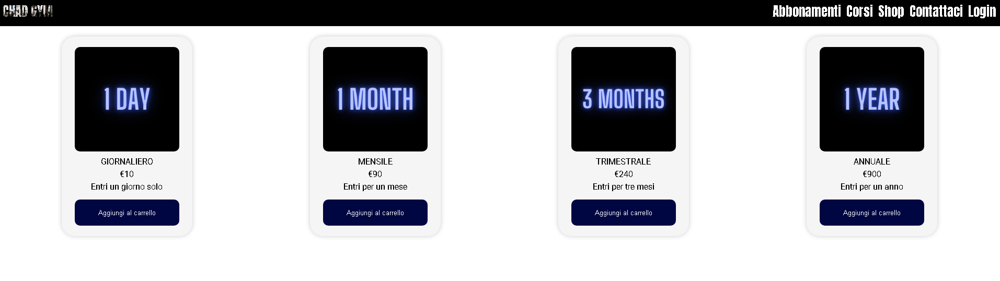 CHAD GYM
Abbonamenti Corsi Shop Contattaci Login
1 DAY
GIORNALIERO
€10
Entri un giorno solo
Aggiungi al carrello
1 MONTH
MENSILE
€90
Entri per un mese
Aggiungi al carrello
3 MONTHS
TRIMESTRALE
€240
Entri per tre mesi
Aggiungi al carrello
1 YEAR
ANNUALE
€900
Entri per un anno
Aggiungi al carrello